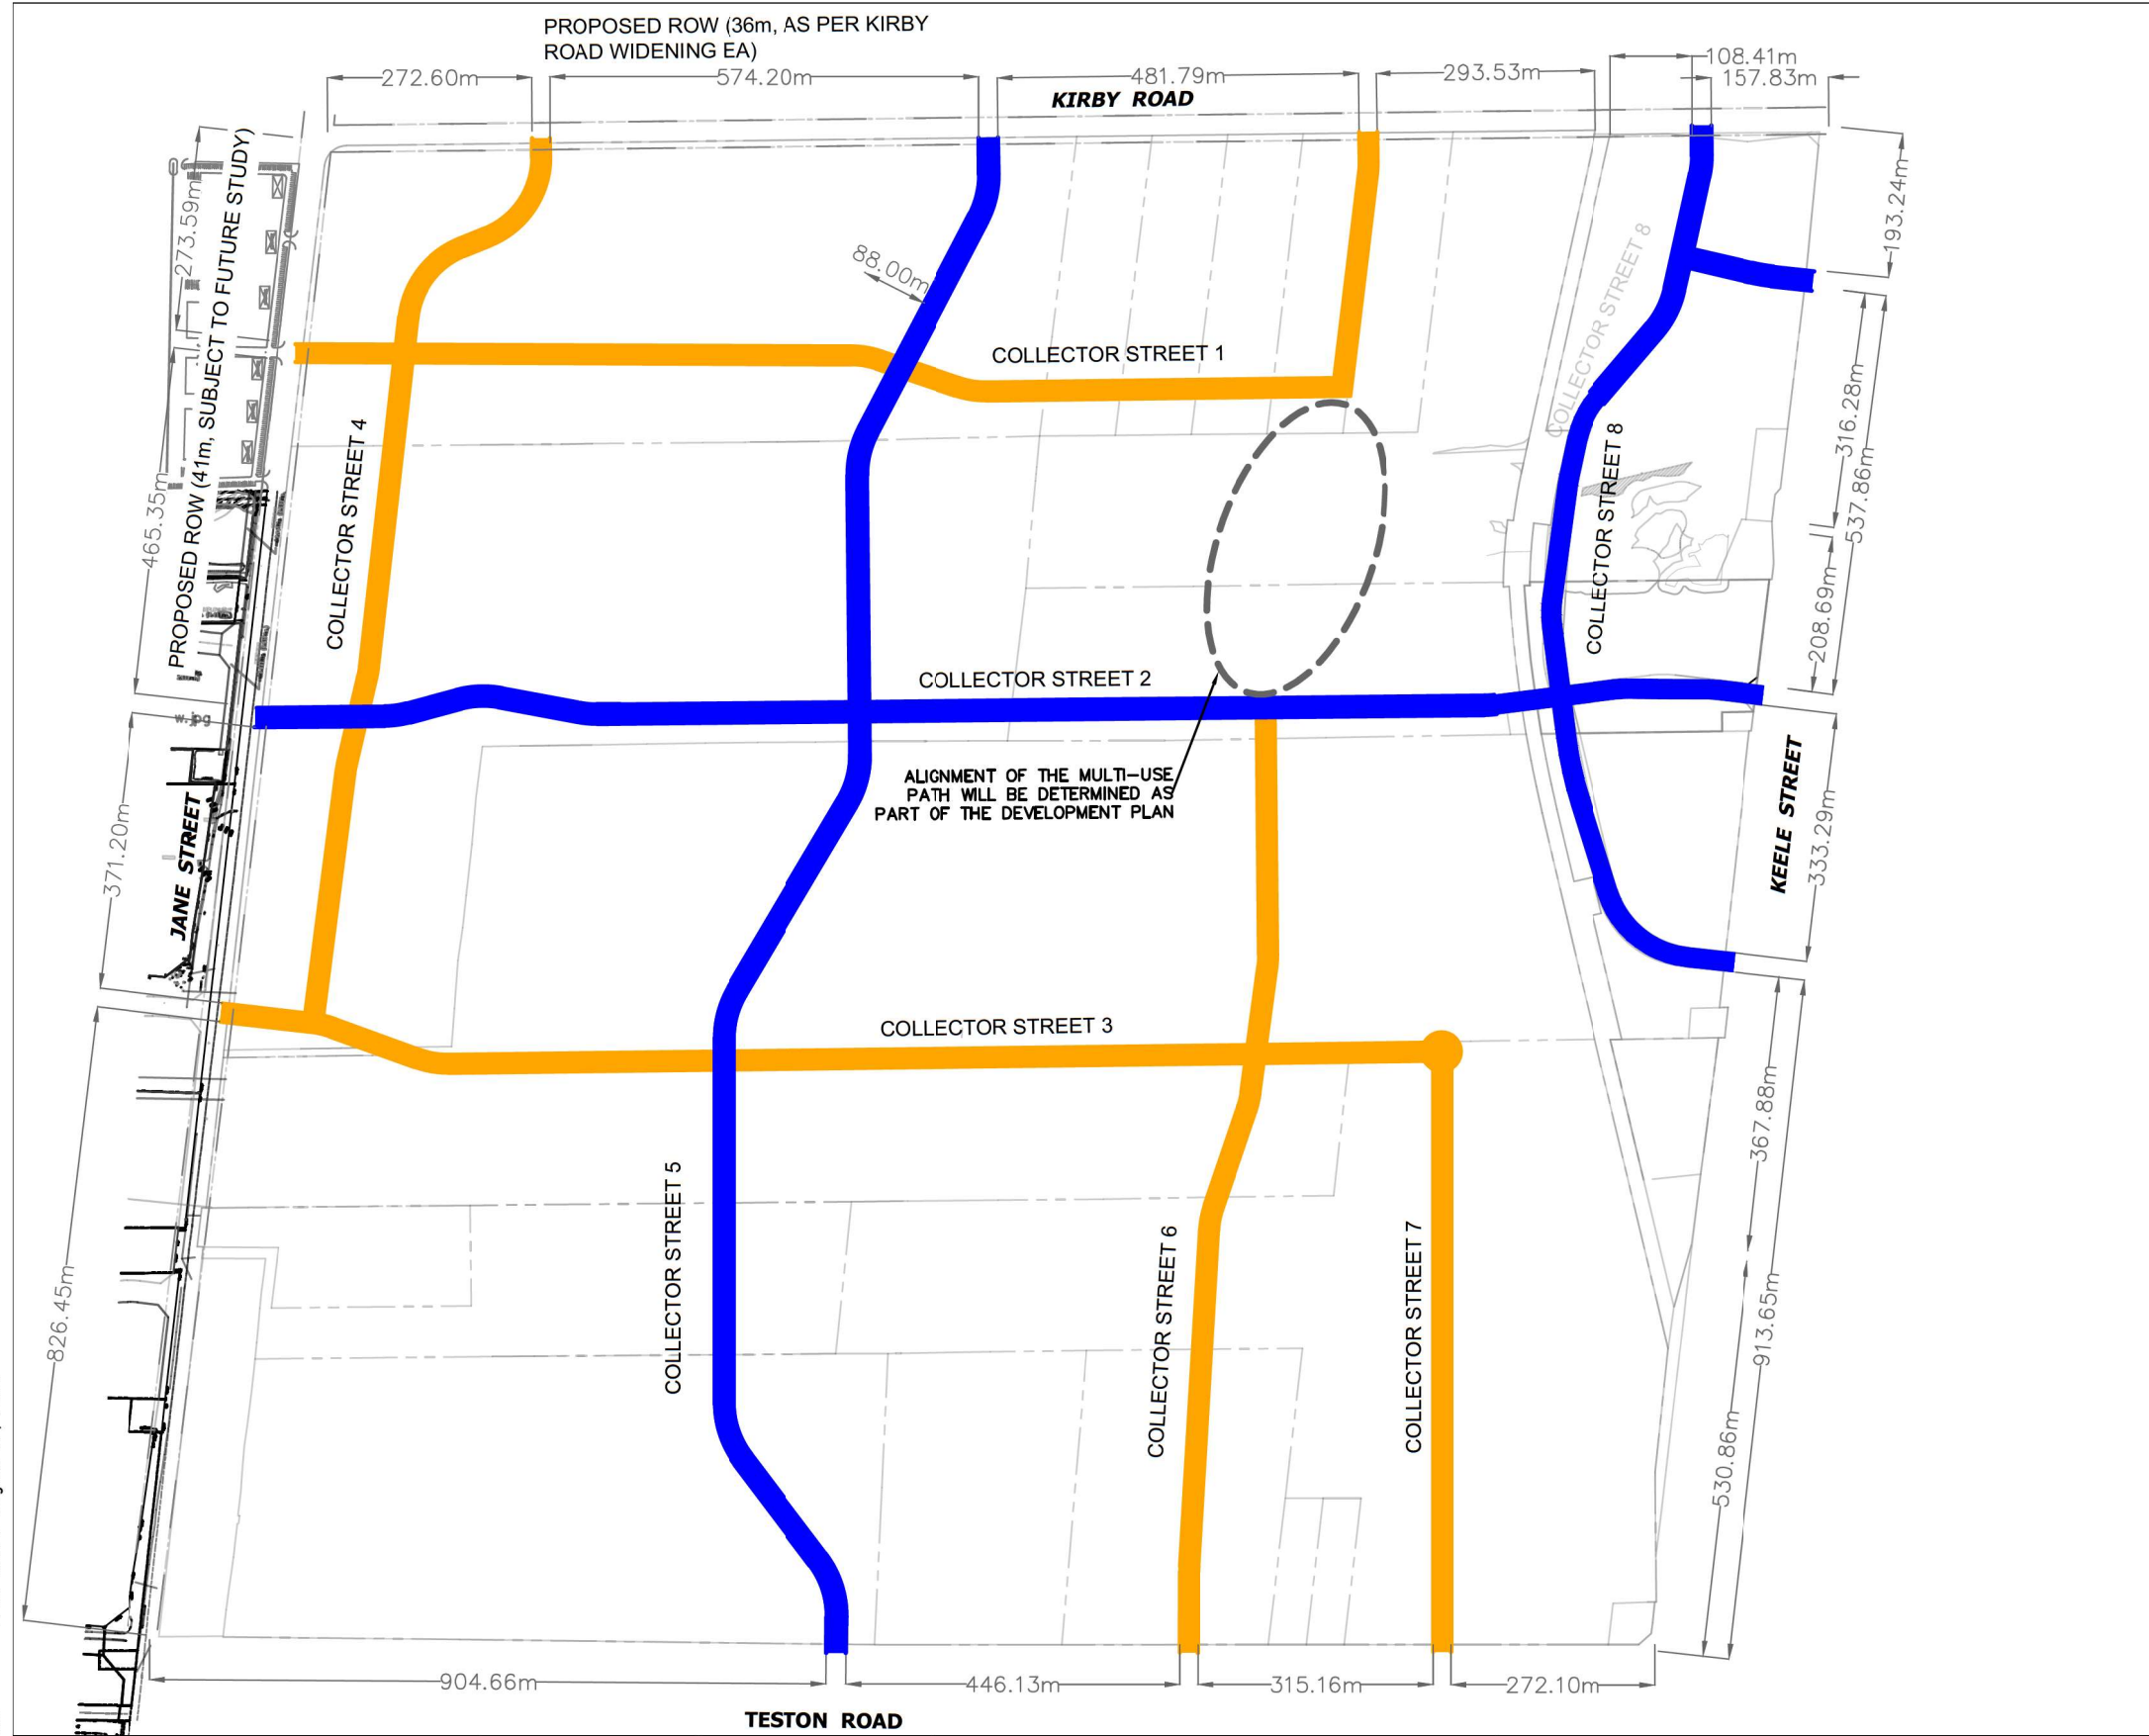 PROPOSED ROW (36m, AS PER KIRBY
ROAD WIDENING EA)
272.60m
574.20m
481.79m
293.53m
108.41m
157.83m
KIRBY ROAD
PROPOSED ROW (41m, SUBJECT TO FUTURE STUDY)
273.59m
193.24m
88.00m
COLLECTOR STREET 8
COLLECTOR STREET 1
316.28m
537.86m
COLLECTOR STREET 4
465.35m
COLLECTOR STREET 8
208.69m
COLLECTOR STREET 2
w.jpg
ALIGNMENT OF THE MULTI-USE
PATH WILL BE DETERMINED AS
PART OF THE DEVELOPMENT PLAN
KEELE STREET
333.29m
371.20m
JANE STREET
COLLECTOR STREET 3
367.88m
COLLECTOR STREET 5
COLLECTOR STREET 6
COLLECTOR STREET 7
826.45m
913.65m
530.86m
904.66m
446.13m
315.16m
272.10m
TESTON ROAD